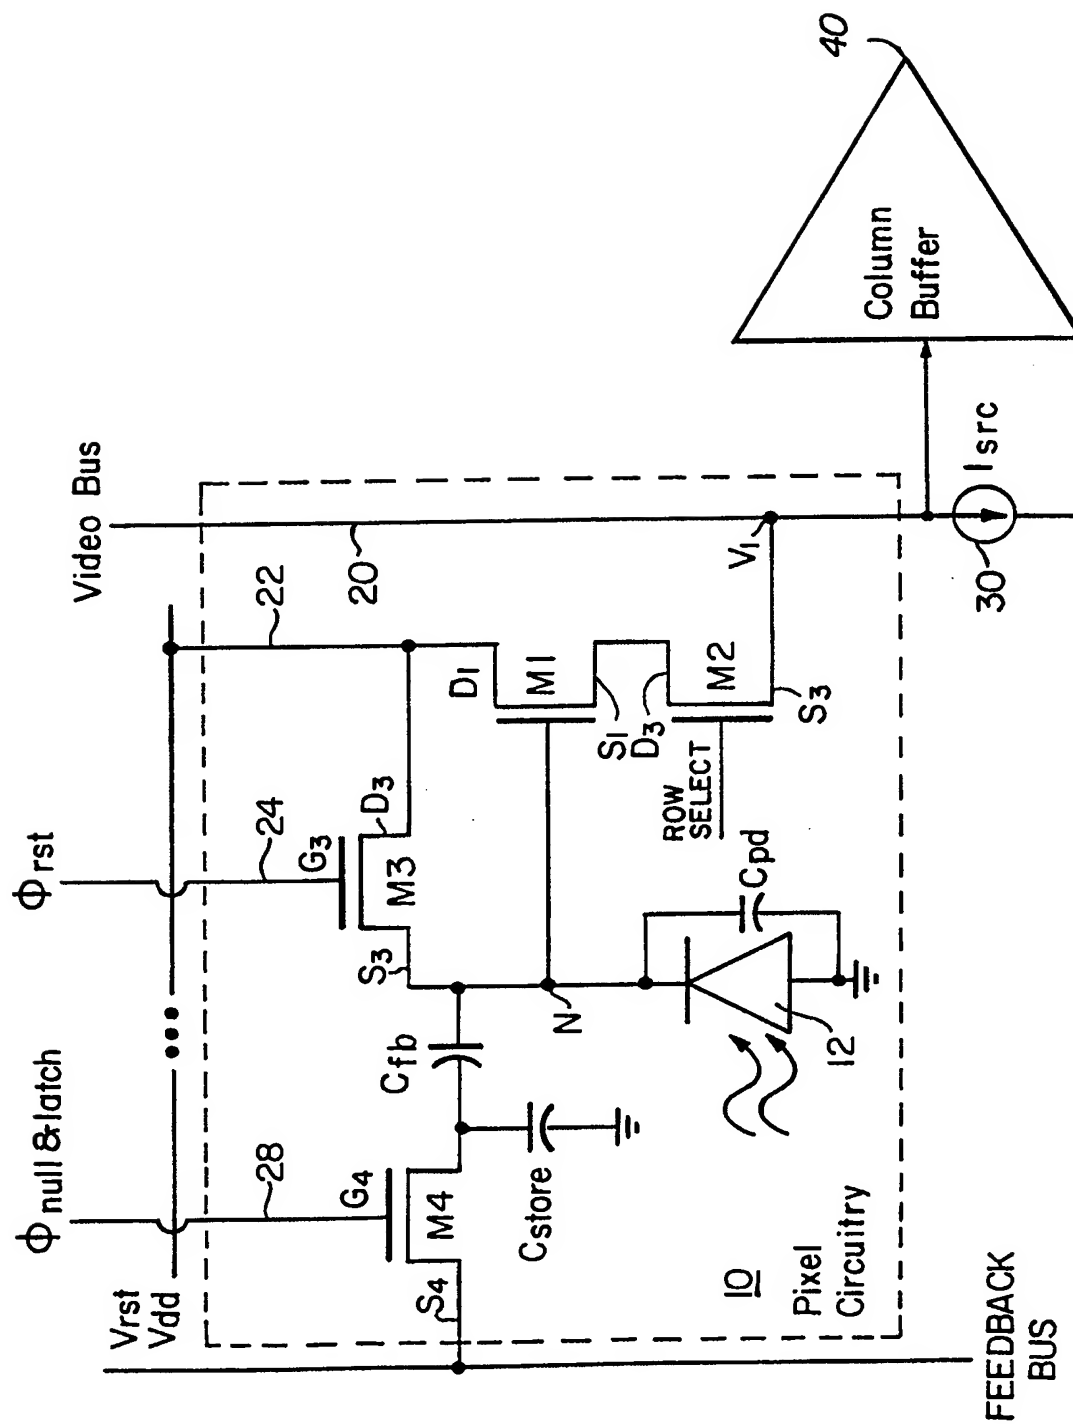 Vrst
Vdd
Φnull & latch
Φrst
Video Bus
28
24
22
20
G4
M4
S4
Cstore
Cfb
G3
M3
S3
D3
D1
M1
S1
D3
M2
S3
ROW
SELECT
N
Cpd
12
V1
10
Pixel
Circuitry
FEEDBACK
BUS
30
Isrc
Column
Buffer
40